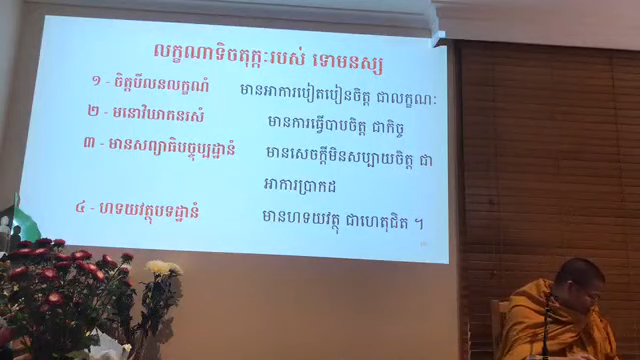 លក្ខណាទិចតុក្កៈរបស់ ទោមនស្ស
១ - ចិត្តបីលនលក្ខណំ មានអាការបៀតបៀនចិត្ត ជាលក្ខណៈ
២ - មនោវិឃាតនរសំ មានការធ្វើបាបចិត្ត ជាកិច្ច
៣ - មានសព្យាធិបច្ចុប្បដ្ឋានំ មានសេចក្តីមិនសប្បាយចិត្ត ជា
អាការប្រាកដ
៤ - ហទយវត្ថុបទដ្ឋានំ មានហទយវត្ថុ ជាហេតុជិត ។